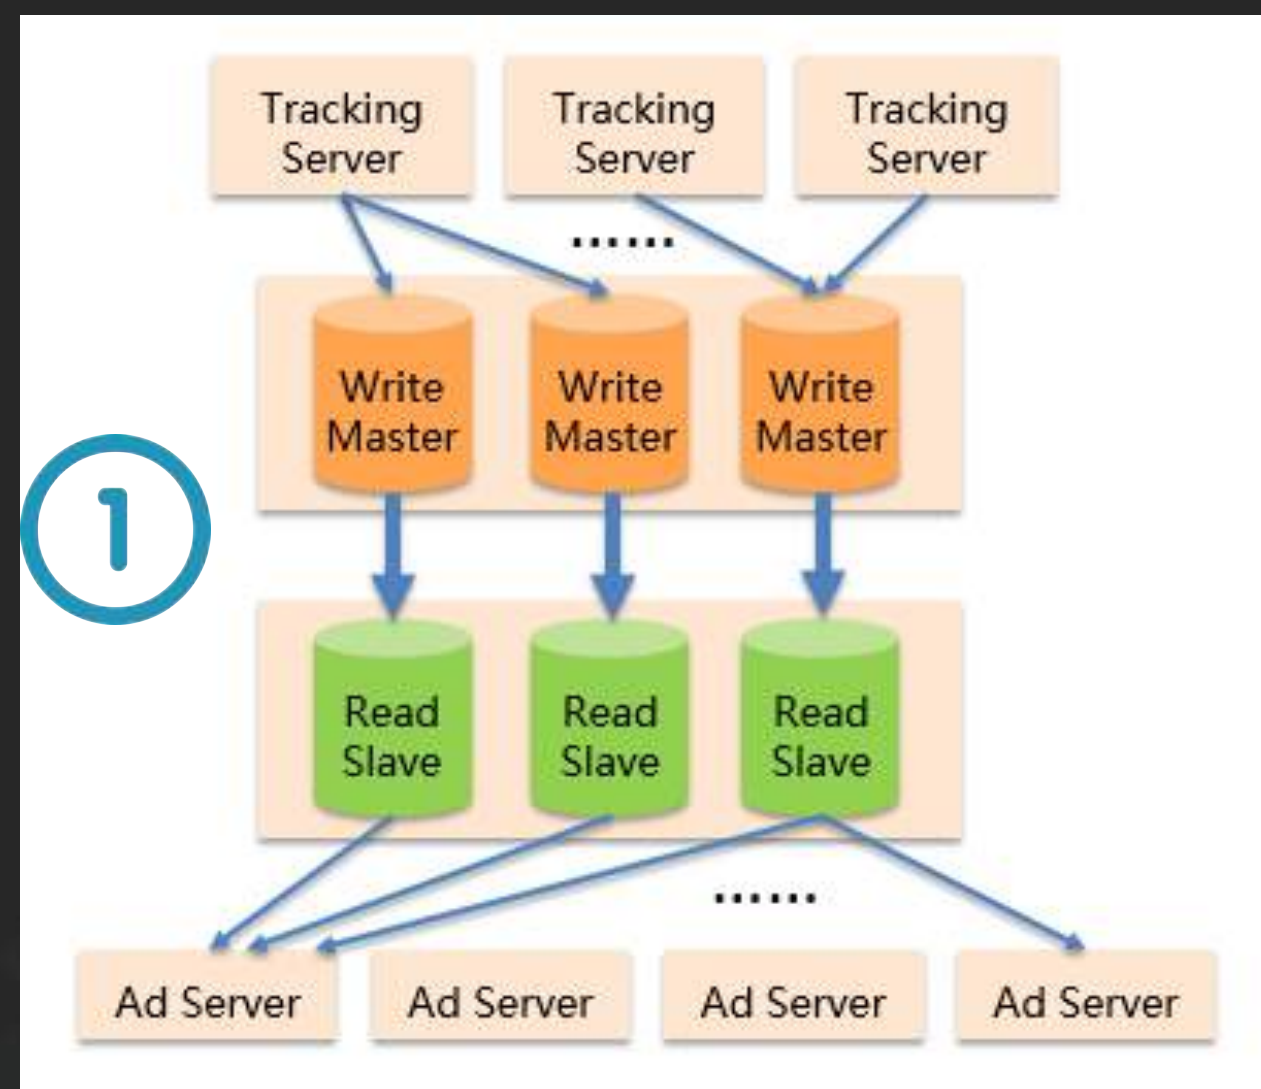 Tracking
Server
Tracking
Server
Tracking
Server
......
Write
Master
Write
Master
Write
Master
1
Read
Slave
Read
Slave
Read
Slave
......
Ad Server
Ad Server
Ad Server
Ad Server